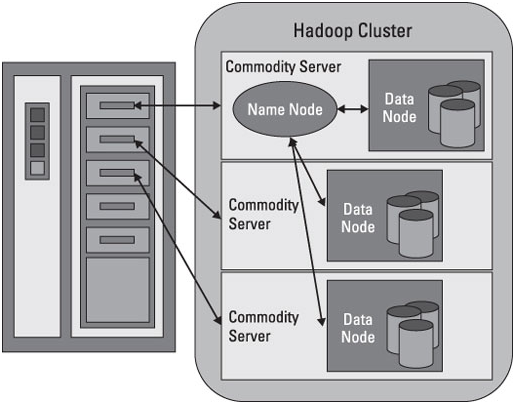 Hadoop Cluster
Commodity Server
Name Node
Data
Node
Commodity
Server
Data
Node
Commodity
Server
Data
Node